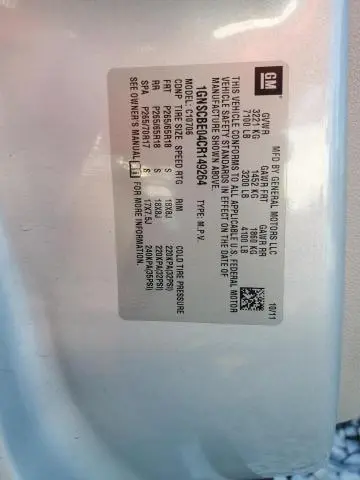 GM
MFD BY GENERAL MOTORS LLC 10/11
GVWR GAWR FRT GAWR RR
3221 KG 1452 KG 1860 KG
7100 LB 3200 LB 4100 LB
THIS VEHICLE CONFORMS TO ALL APPLICABLE U.S. FEDERAL MOTOR
VEHICLE SAFETY STANDARDS IN EFFECT ON THE DATE OF
MANUFACTURE SHOWN ABOVE.
1GNSCBE04CR149264 TYPE: M.P.V.
MODEL: C10706
COMP TIRE SIZE SPEED RTG RIM COLD TIRE PRESSURE
FRT P265/65R18 S 18X8J 220KPA(32PSI)
RR P265/65R18 S 18X8J 220KPA(32PSI)
SPA P265/70R17 S 17X7.5J 240KPA(35PSI)
SEE OWNER'S MANUAL FOR MORE INFORMATION.